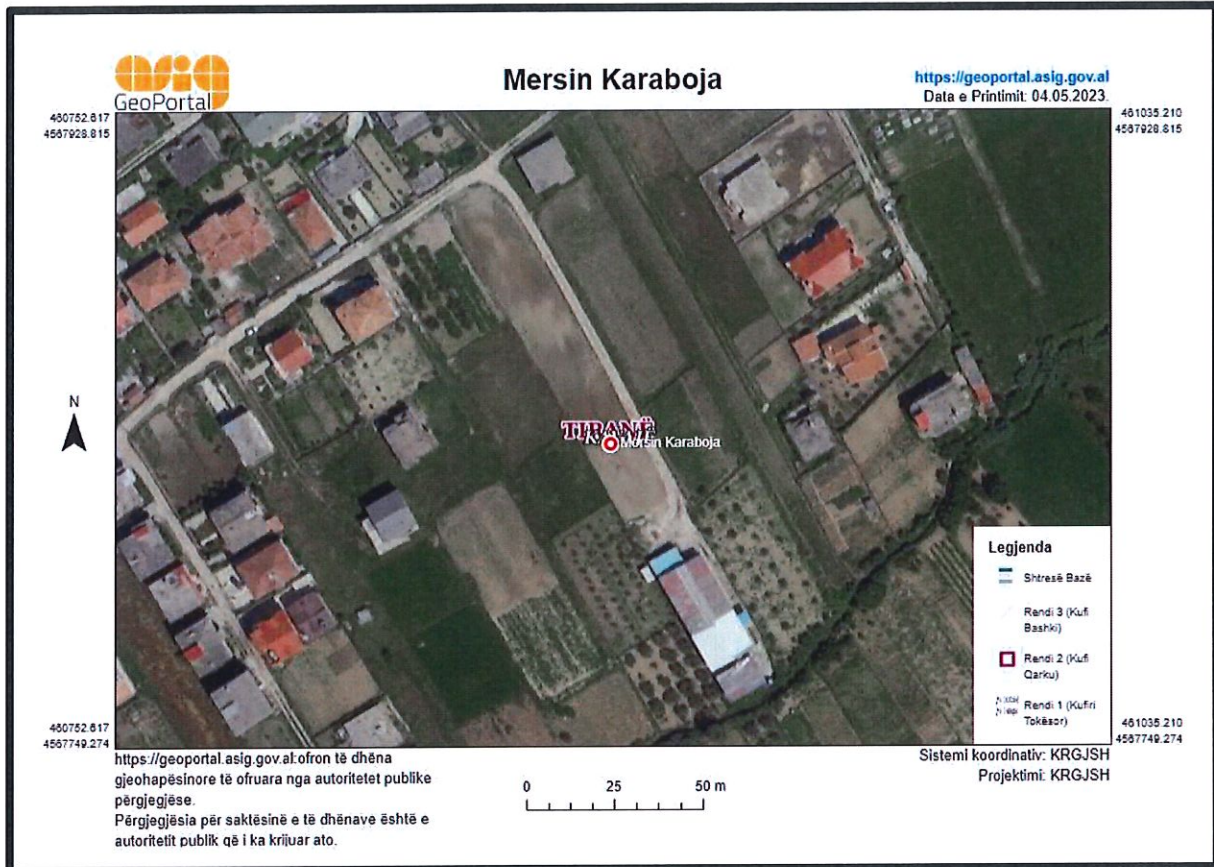 asig
GeoPortal
Mersin Karaboja
https://geoportal.asig.gov.al
Data e Printimit: 04.05.2023.
460752.617
4567928.815
461035.210
4567928.815
N
TIRANË
Mersin Karaboja
Legjenda
Shtresë Bazë
Rendi 3 (Kufi
Bashki)
Rendi 2 (Kufi
Qarku)
Rendi 1 (Kufiri
Tokësor)
460752.617
4567749.274
461035.210
4567749.274
https://geoportal.asig.gov.al:ofron të dhëna
gjeohapësinore të ofruara nga autoritetet publike
përgjegjëse.
Përgjegjësia për saktësinë e të dhënave është e
autoritetit publik që i ka krijuar ato.
0 25 50 m
Sistemi koordinativ: KRGJSH
Projektimi: KRGJSH